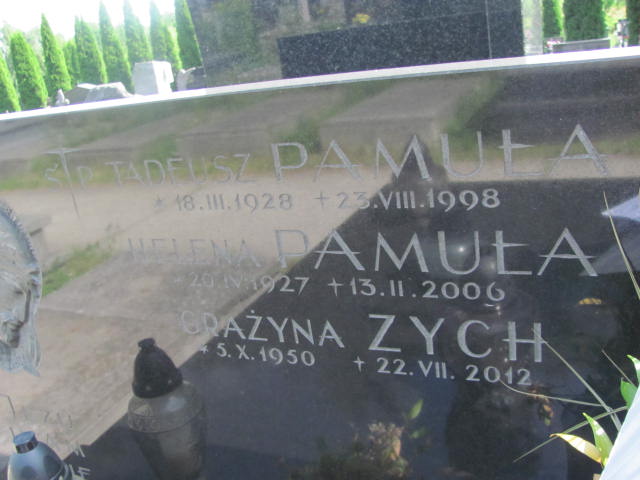 Ś†P. TADEUSZ PAMUŁA
* 18.III.1928 +23.VIII.1998
HELENA PAMUŁA
* 20.IV.1927 +13.II.2006
GRAŻYNA ZYCH
* 5.X.1950 + 22.VII.2012